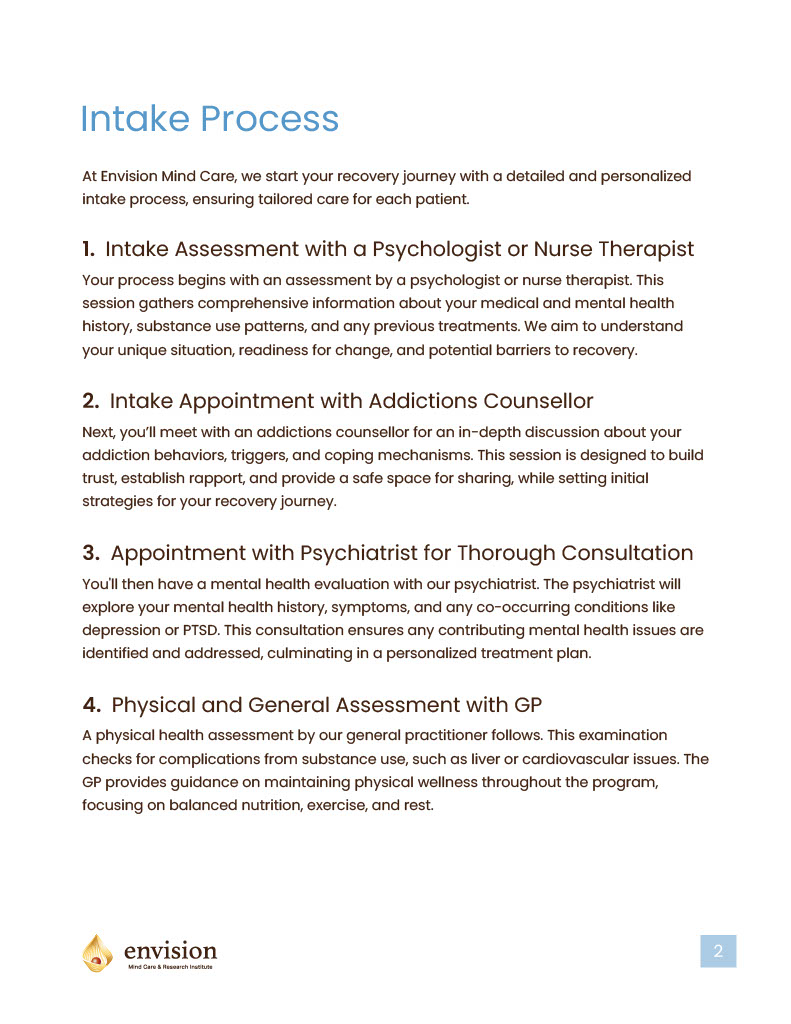 Intake Process
At Envision Mind Care, we start your recovery journey with a detailed and personalized
intake process, ensuring tailored care for each patient.
1. Intake Assessment with a Psychologist or Nurse Therapist
Your process begins with an assessment by a psychologist or nurse therapist. This
session gathers comprehensive information about your medical and mental health
history, substance use patterns, and any previous treatments. We aim to understand
your unique situation, readiness for change, and potential barriers to recovery.
2. Intake Appointment with Addictions Counsellor
Next, you’ll meet with an addictions counsellor for an in-depth discussion about your
addiction behaviors, triggers, and coping mechanisms. This session is designed to build
trust, establish rapport, and provide a safe space for sharing, while setting initial
strategies for your recovery journey.
3. Appointment with Psychiatrist for Thorough Consultation
You'll then have a mental health evaluation with our psychiatrist. The psychiatrist will
explore your mental health history, symptoms, and any co-occurring conditions like
depression or PTSD. This consultation ensures any contributing mental health issues are
identified and addressed, culminating in a personalized treatment plan.
4. Physical and General Assessment with GP
A physical health assessment by our general practitioner follows. This examination
checks for complications from substance use, such as liver or cardiovascular issues. The
GP provides guidance on maintaining physical wellness throughout the program,
focusing on balanced nutrition, exercise, and rest.
envision
Mind Care & Research Institute
2